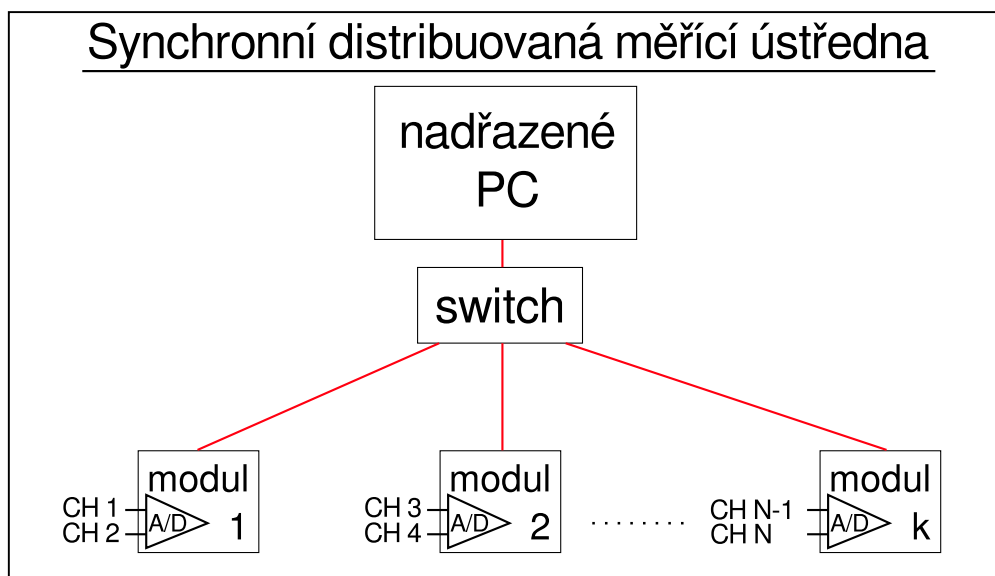 Synchronní distribuovaná měřící ústředna
nadřazené
PC
switch
modul
CH 1
CH 2
A/D
1
modul
CH 3
CH 4
A/D
2
........
modul
CH N-1
CH N
A/D
k